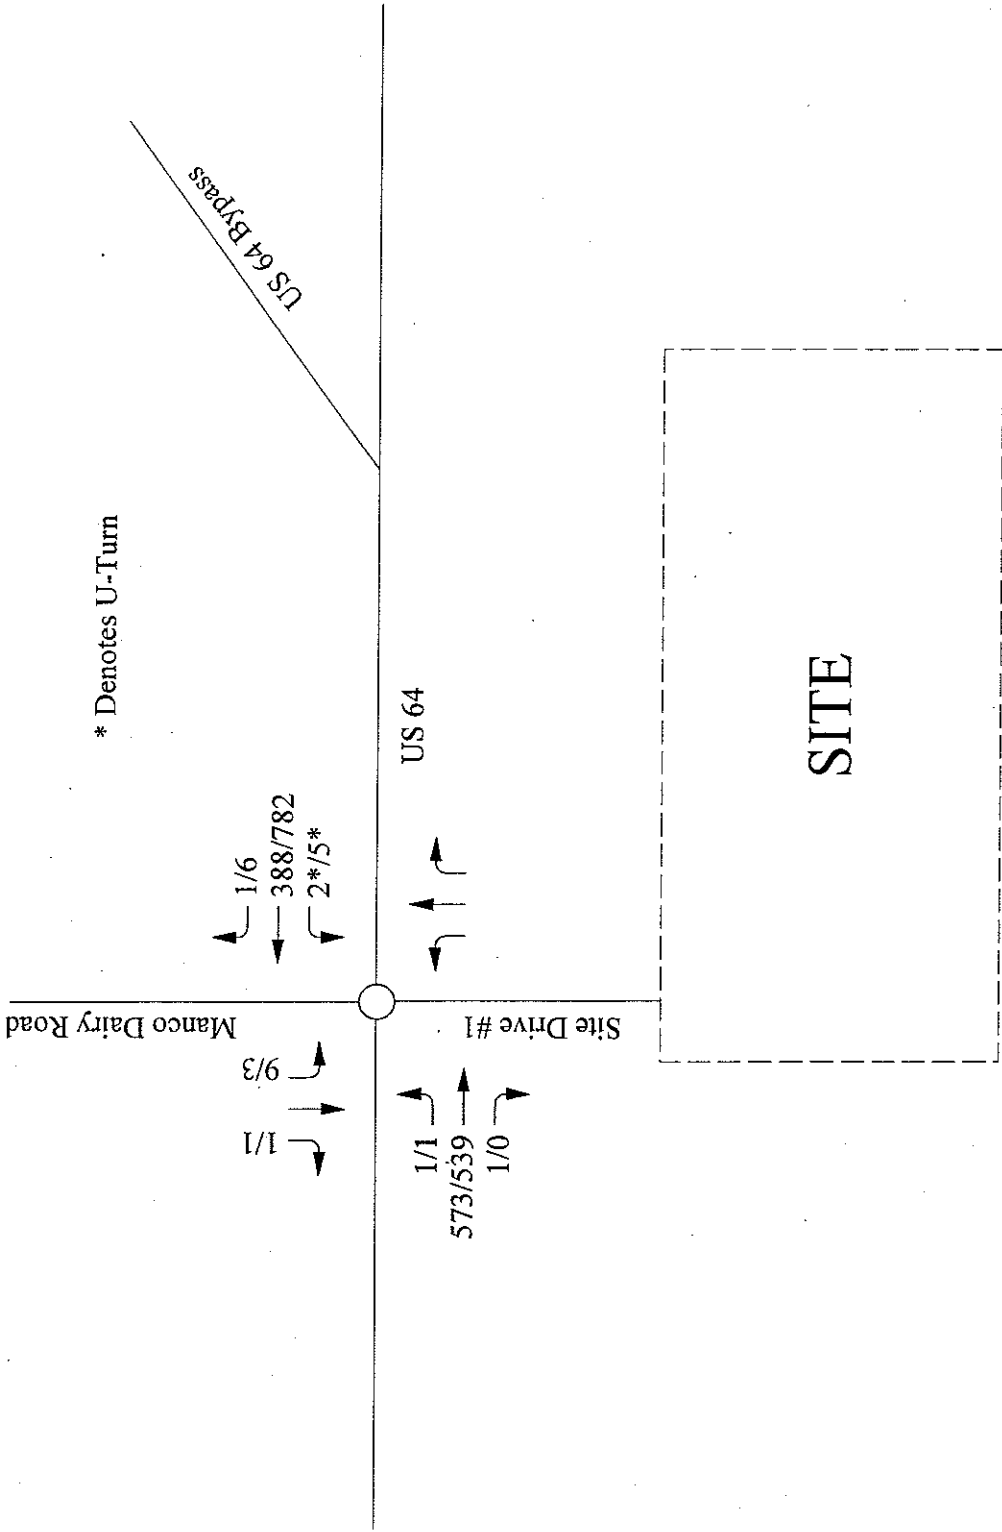 * Denotes U-Turn
US 64 Bypass
Manco Dairy Road
1/1
9/3
1/6
388/782
2*/5*
US 64
1/1
573/539
1/0
Site Drive #1
SITE